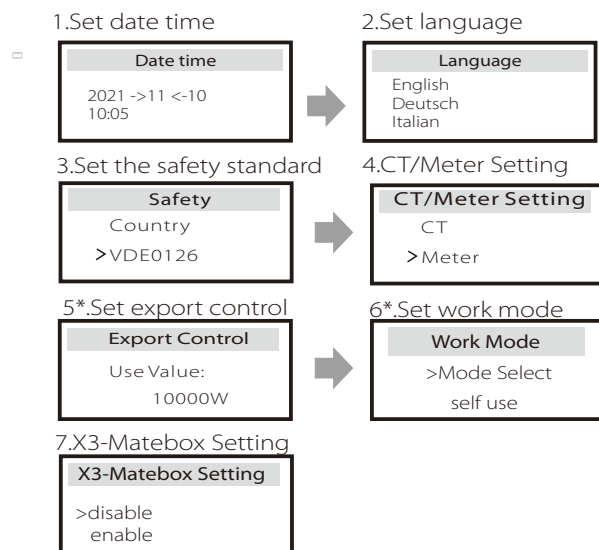 1.Set date time
Date time
2021 ->11 <-10
10:05
2.Set language
Language
English
Deutsch
Italian
3.Set the safety standard
Safety
Country
>VDE0126
4.CT/Meter Setting
CT/Meter Setting
CT
>Meter
5*.Set export control
Export Control
Use Value:
10000W
6*.Set work mode
Work Mode
>Mode Select
self use
7.X3-Matebox Setting
X3-Matebox Setting
>disable
enable